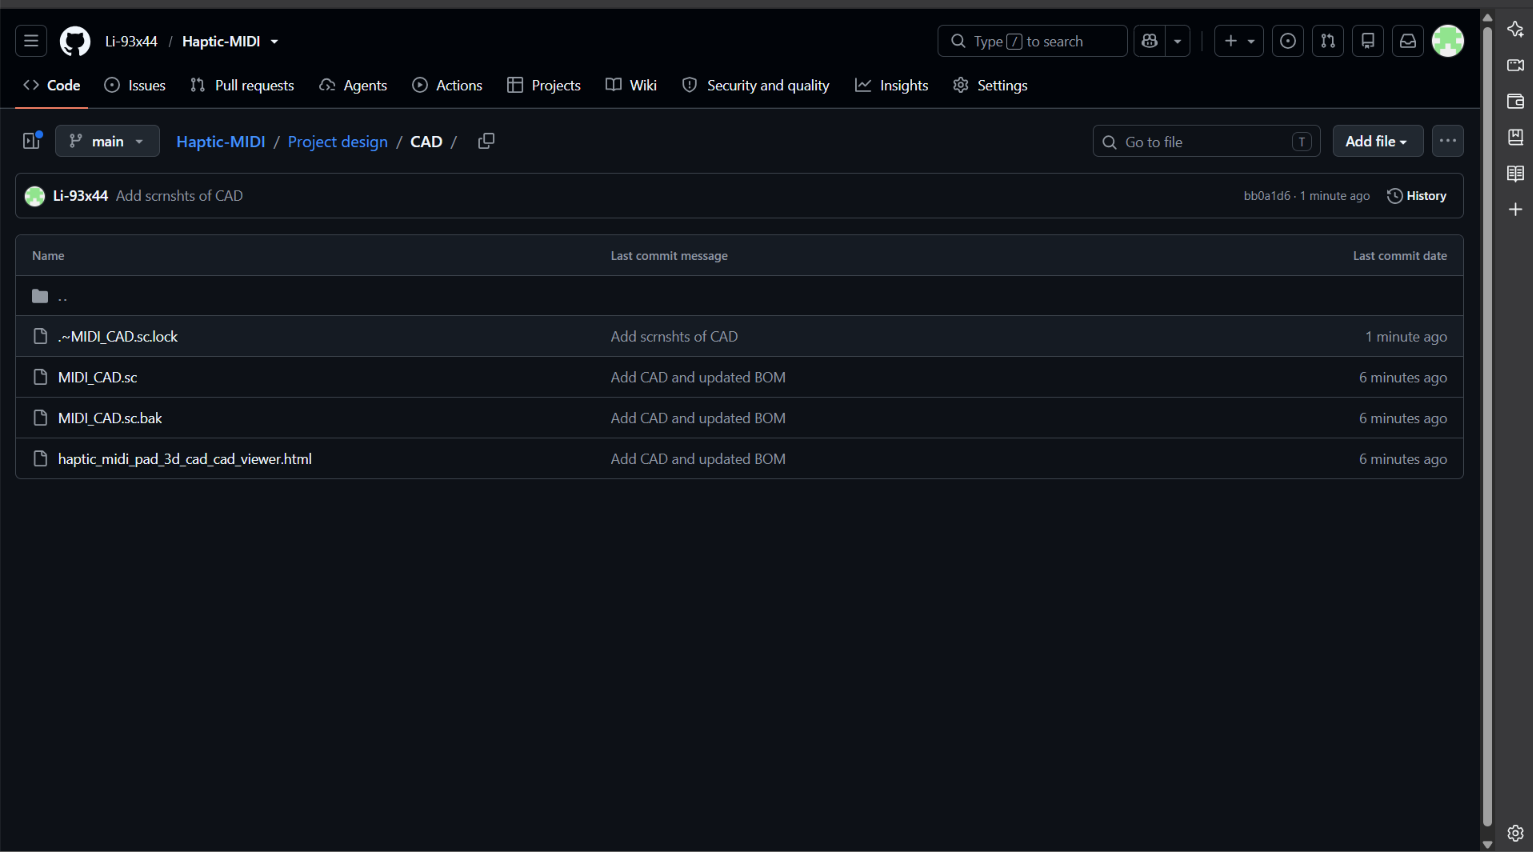 Li-93x44 / Haptic-MIDI
Type / to search
Code Issues Pull requests Agents Actions Projects Wiki Security and quality Insights Settings
main Haptic-MIDI / Project design / CAD /
Go to file T Add file
Li-93x44 Add scrnshts of CAD
bb0a1d6 · 1 minute ago History
Name Last commit message Last commit date
..
.~MIDI_CAD.sc.lock Add scrnshts of CAD 1 minute ago
MIDI_CAD.sc Add CAD and updated BOM 6 minutes ago
MIDI_CAD.sc.bak Add CAD and updated BOM 6 minutes ago
haptic_midi_pad_3d_cad_cad_viewer.html Add CAD and updated BOM 6 minutes ago